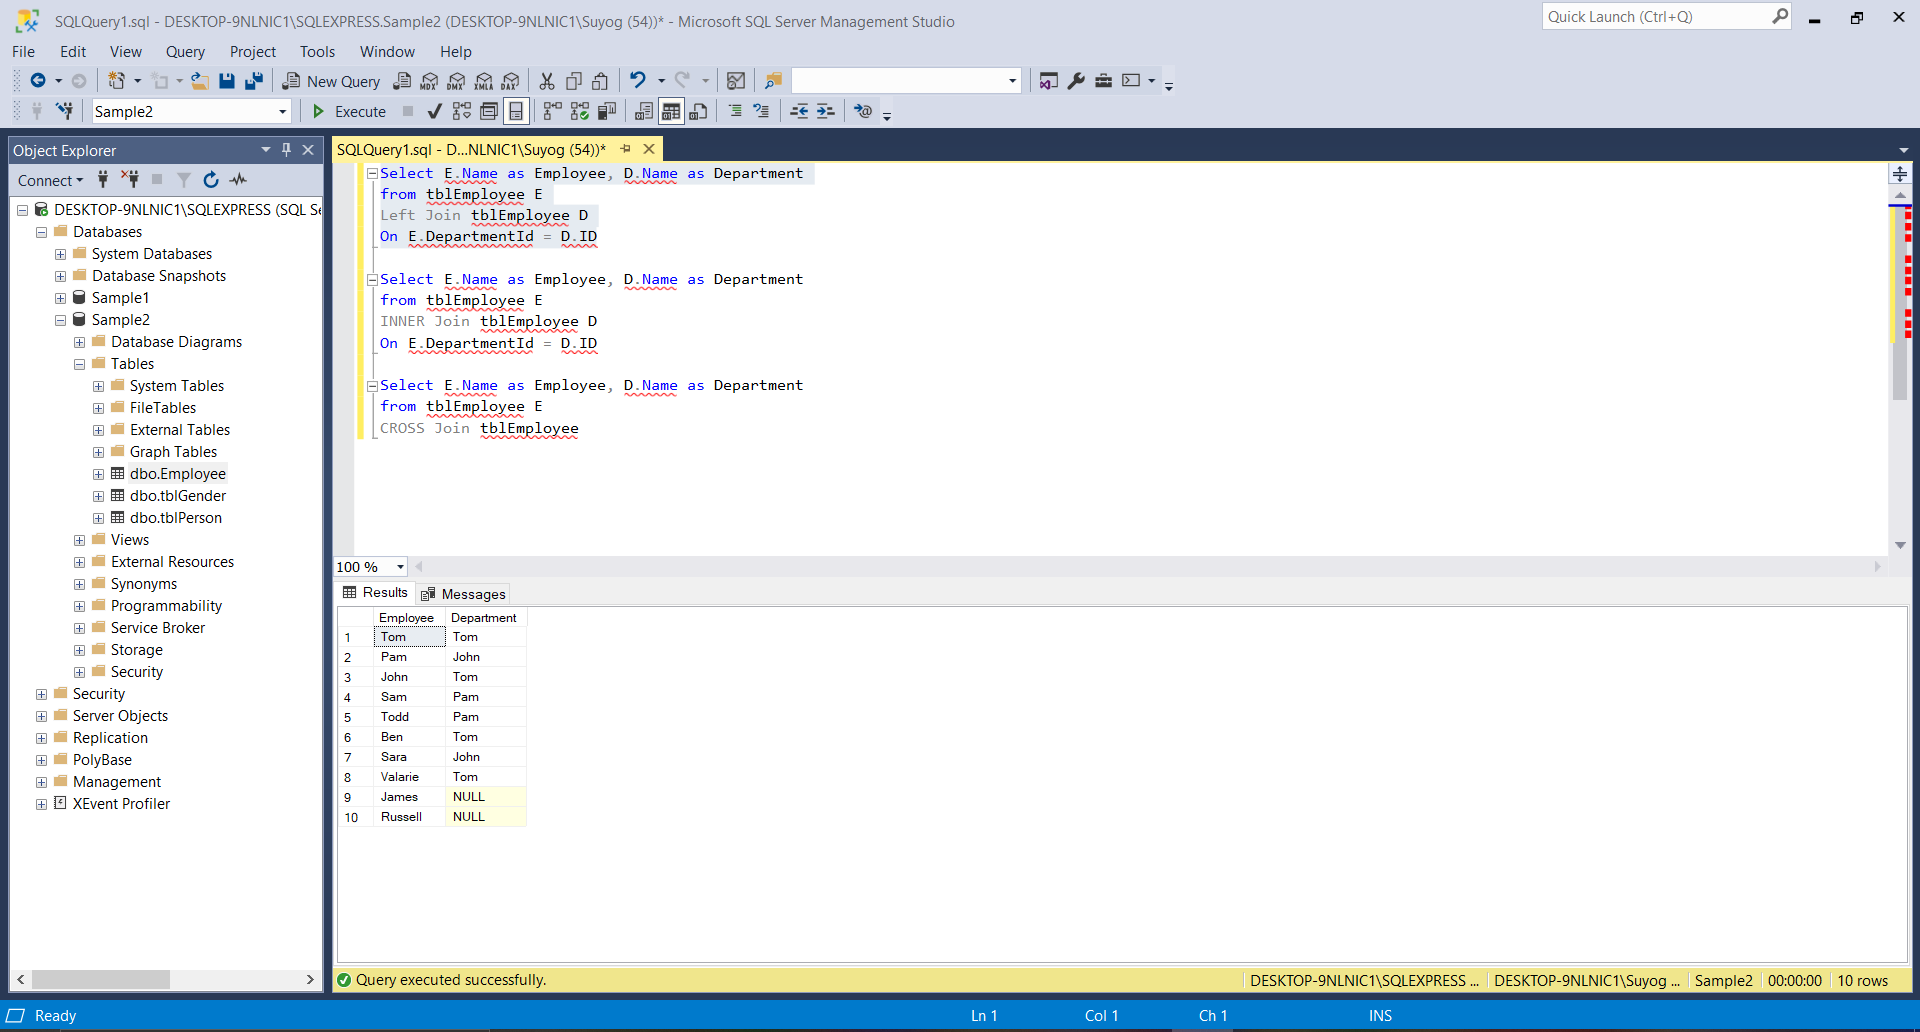 SQLQuery1.sql - DESKTOP-9NLNIC1\SQLEXPRESS.Sample2 (DESKTOP-9NLNIC1\Suyog (54))* - Microsoft SQL Server Management Studio
Quick Launch (Ctrl+Q)
File Edit View Query Project Tools Window Help
New Query MDX DMX XMLA DAX
Sample2 Execute
Object Explorer
Connect
DESKTOP-9NLNIC1\SQLEXPRESS (SQL Se
Databases
System Databases
Database Snapshots
Sample1
Sample2
Database Diagrams
Tables
System Tables
FileTables
External Tables
Graph Tables
dbo.Employee
dbo.tblGender
dbo.tblPerson
Views
External Resources
Synonyms
Programmability
Service Broker
Storage
Security
Security
Server Objects
Replication
PolyBase
Management
XEvent Profiler
SQLQuery1.sql - D...NLNIC1\Suyog (54))*
Select E.Name as Employee, D.Name as Department
from tblEmployee E
Left Join tblEmployee D
On E.DepartmentId = D.ID
Select E.Name as Employee, D.Name as Department
from tblEmployee E
INNER Join tblEmployee D
On E.DepartmentId = D.ID
Select E.Name as Employee, D.Name as Department
from tblEmployee E
CROSS Join tblEmployee
100 %
Results Messages
Employee Department
1 Tom Tom
2 Pam John
3 John Tom
4 Sam Pam
5 Todd Pam
6 Ben Tom
7 Sara John
8 Valarie Tom
9 James NULL
10 Russell NULL
Query executed successfully. DESKTOP-9NLNIC1\SQLEXPRESS ... DESKTOP-9NLNIC1\Suyog ... Sample2 00:00:00 10 rows
Ready Ln 1 Col 1 Ch 1 INS